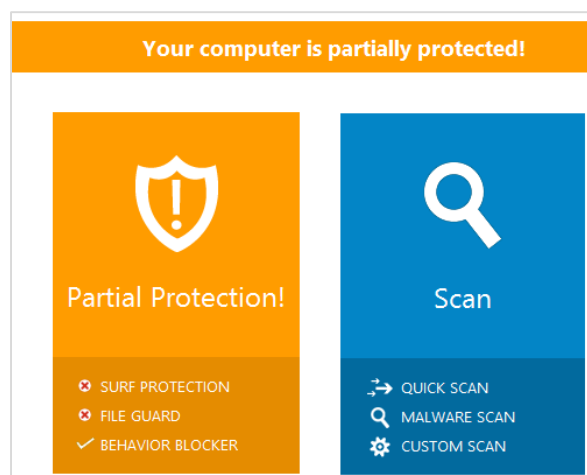 Your computer is partially protected!
Partial Protection!
SURF PROTECTION
FILE GUARD
BEHAVIOR BLOCKER
Scan
QUICK SCAN
MALWARE SCAN
CUSTOM SCAN